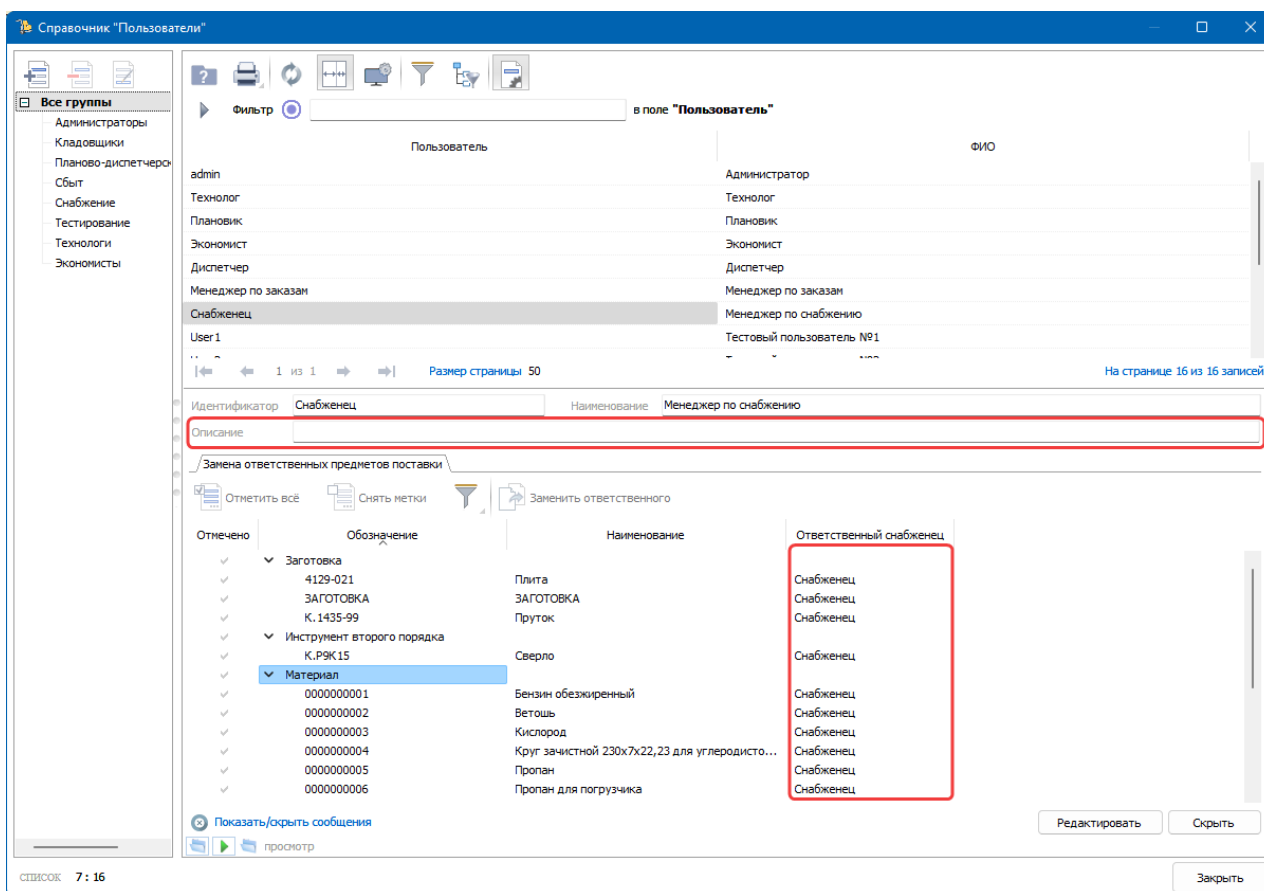 Справочник "Пользователи"
Все группы
Администраторы
Кладовщики
Планово-диспетчерск
Сбыт
Снабжение
Тестирование
Технологи
Экономисты
Фильтр в поле "Пользователь"
Пользователь ФИО
admin Администратор
Технолог Технолог
Плановик Плановик
Экономист Экономист
Диспетчер Диспетчер
Менеджер по заказам Менеджер по заказам
Снабженец Менеджер по снабжению
User1 Тестовый пользователь №1
1 из 1 Размер страницы 50 На странице 16 из 16 записей
Идентификатор Снабженец Наименование Менеджер по снабжению
Описание
Замена ответственных предметов поставки
Отметить всё Снять метки Заменить ответственного
Отмечено Обозначение Наименование Ответственный снабженец
Заготовка
4129-021 Плита Снабженец
ЗАГОТОВКА ЗАГОТОВКА Снабженец
К.1435-99 Пруток Снабженец
Инструмент второго порядка
К.Р9К15 Сверло Снабженец
Материал
0000000001 Бензин обезжиренный Снабженец
0000000002 Ветошь Снабженец
0000000003 Кислород Снабженец
0000000004 Круг зачистной 230х7х22,23 для углеродисто... Снабженец
0000000005 Пропан Снабженец
0000000006 Пропан для погрузчика Снабженец
Показать/скрыть сообщения Редактировать Скрыть
просмотр
СПИСОК 7:16 Закрыть